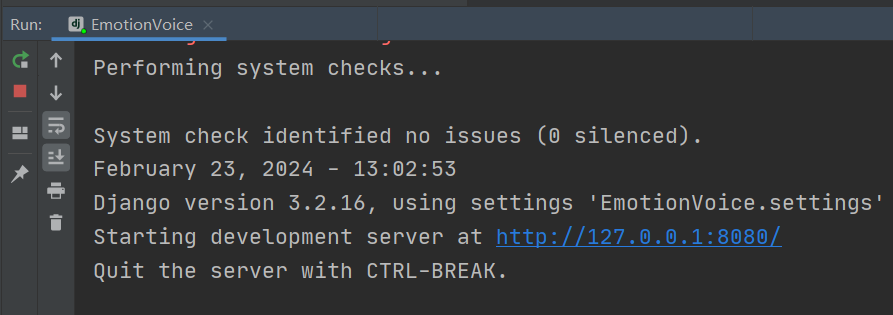 Run:
EmotionVoice
Performing system checks...
System check identified no issues (0 silenced).
February 23, 2024 - 13:02:53
Django version 3.2.16, using settings 'EmotionVoice.settings'
Starting development server at http://127.0.0.1:8080/
Quit the server with CTRL-BREAK.